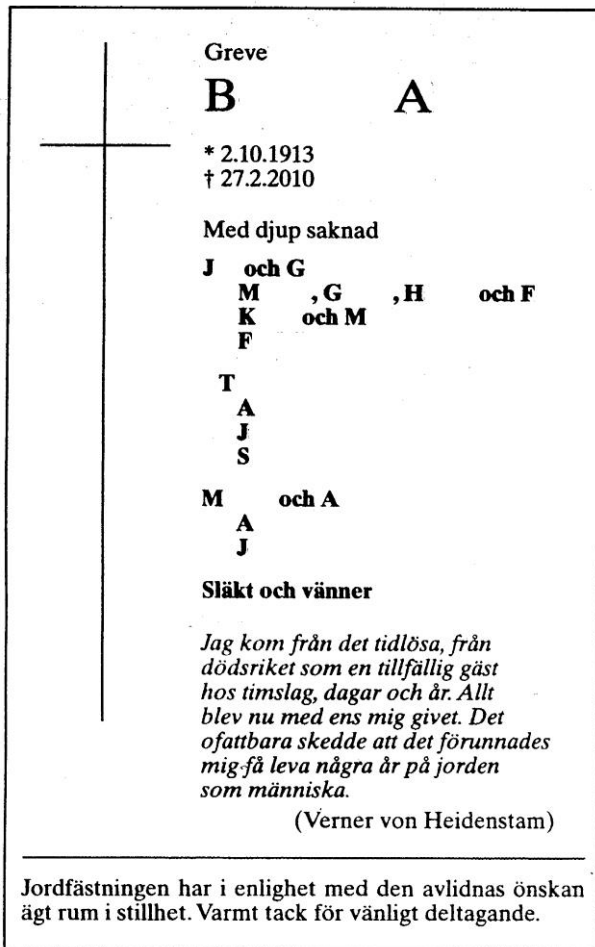 Greve
B A
* 2.10.1913
† 27.2.2010
Med djup saknad
J och G
M , G , H och F
K och M
F
T
A
J
S
M och A
A
J
Släkt och vänner
Jag kom från det tidlösa, från
dödsriket som en tillfällig gäst
hos timslag, dagar och år. Allt
blev nu med ens mig givet. Det
ofattbara skedde att det förunnades
mig få leva några år på jorden
som människa.
(Verner von Heidenstam)
Jordfästningen har i enlighet med den avlidnas önskan
ägt rum i stillhet. Varmt tack för vänligt deltagande.